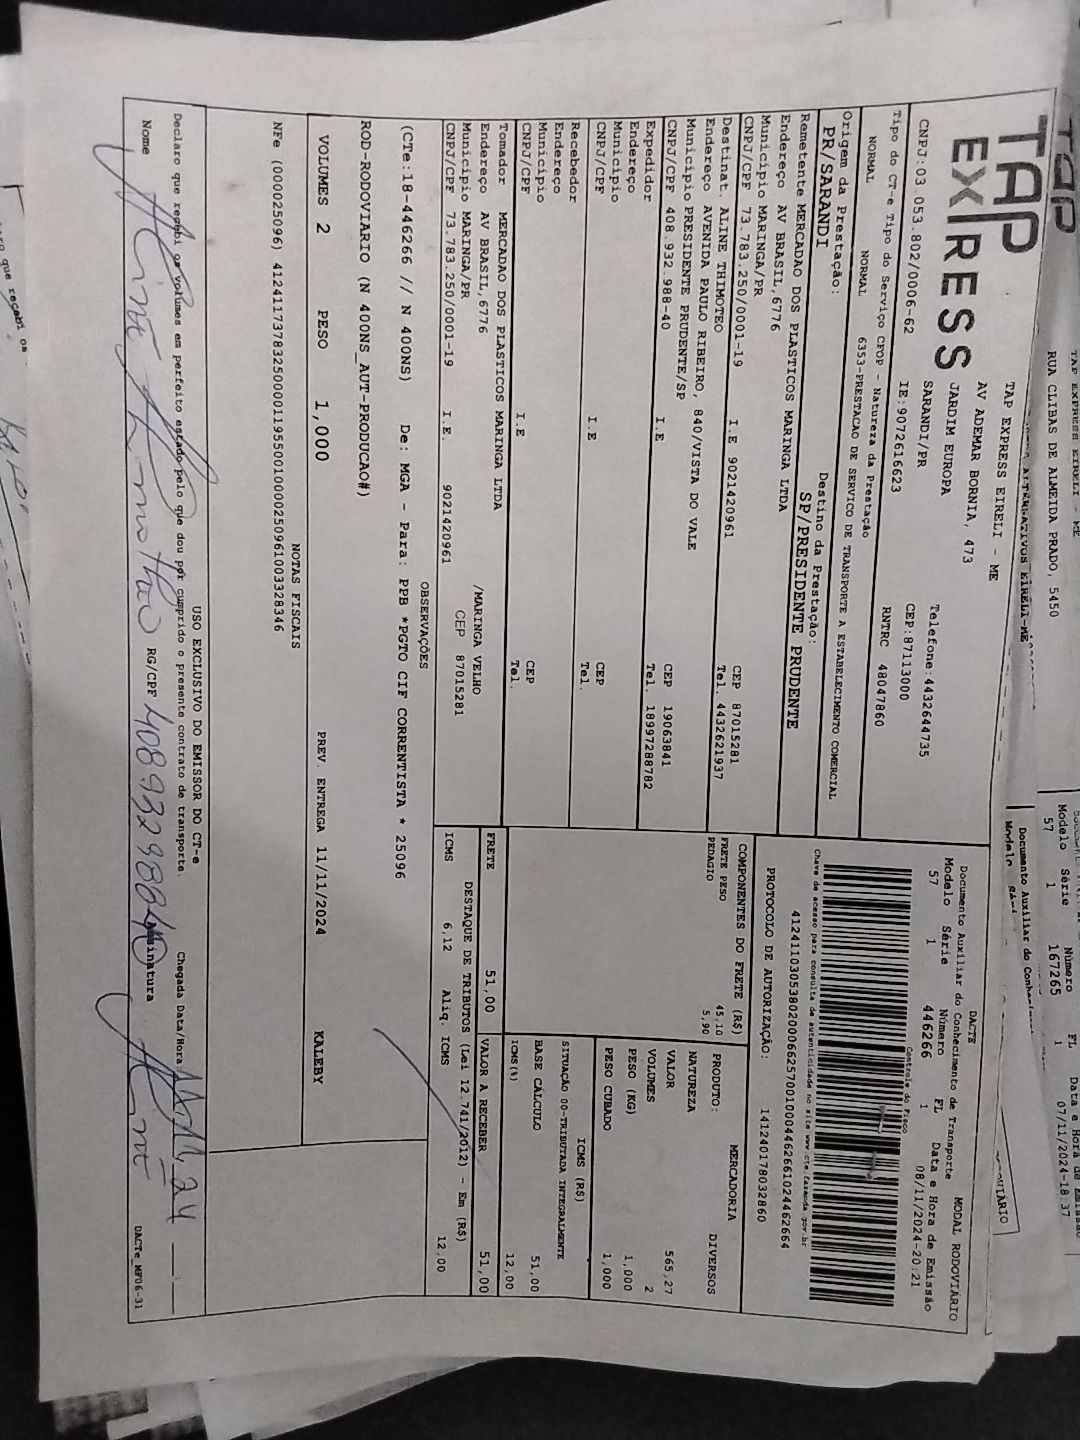 TAP
EXPRESS
TAP EXPRESS EIRELI - ME
AV ADEMAR BORNIA, 473
JARDIM EUROPA
SARANDI/PR
Telefone:4432644735
CEP:87113000
CNPJ:03.053.802/0006-62 IE:9072616623 RNTRC 48047860
Tipo do CT-e Tipo do Serviço CFOP - Natureza da Prestação
NORMAL NORMAL 6353-PRESTACAO DE SERVICO DE TRANSPORTE A ESTABELECIMENTO COMERCIAL
Origem da Prestação: Destino da Prestação:
PR/SARANDI SP/PRESIDENTE PRUDENTE
Remetente MERCADAO DOS PLASTICOS MARINGA LTDA
Endereço AV BRASIL,6776
Município MARINGA/PR CEP 87015281
CNPJ/CPF 73.783.250/0001-19 I.E 9021420961 Tel. 4432621937
Destinat. ALINE THIMOTEO
Endereço AVENIDA PAULO RIBEIRO, 840/VISTA DO VALE
Município PRESIDENTE PRUDENTE/SP CEP 19063841
CNPJ/CPF 408.932.988-40 I.E Tel. 18997288782
Expedidor
Endereço
Município CEP
CNPJ/CPF I.E Tel.
Recebedor
Endereço
Município CEP
CNPJ/CPF I.E Tel.
Tomador MERCADAO DOS PLASTICOS MARINGA LTDA
Endereço AV BRASIL,6776 /MARINGA VELHO
Município MARINGA/PR CEP 87015281
CNPJ/CPF 73.783.250/0001-19 I.E. 9021420961
DACTE MODAL RODOVIÁRIO
Documento Auxiliar do Conhecimento de Transporte
Modelo Série Número FL Data e Hora de Emissão
57 1 446266 1 08/11/2024-20:21
Controle do Fisco
Chave de acesso para consulta de autenticidade no site www.cte.fazenda.gov.br
41241103053802000662570010004462661024462664
PROTOCOLO DE AUTORIZAÇÃO: 141240178032860
COMPONENTES DO FRETE (R$)
FRETE PESO 45,10
PEDAGIO 5,90
PRODUTO: MERCADORIA
NATUREZA DIVERSOS
VALOR 565,27
VOLUMES 2
PESO (KG) 1,000
PESO CUBADO 1,000
ICMS (R$)
SITUAÇÃO 00-TRIBUTADA INTEGRALMENTE
BASE CÁLCULO 51,00
ICMS(%) 12,00
FRETE 51,00 VALOR A RECEBER 51,00
DESTAQUE DE TRIBUTOS (Lei 12.741/2012) - Em (R$)
ICMS 6,12 Aliq. ICMS 12,00
OBSERVAÇÕES
(CTe:18-446266 // N 400NS) De: MGA - Para: PPB *PGTO CIF CORRENTISTA * 25096
ROD-RODOVIARIO (N 400NS_AUT-PRODUCAO#)
VOLUMES 2 PESO 1,000 PREV. ENTREGA 11/11/2024 KALEBY
NOTAS FISCAIS
NFe (000025096) 41241173783250000119550010000250961003328346
USO EXCLUSIVO DO EMISSOR DO CT-e
Declaro que recebi os volumes em perfeito estado pelo que dou por cumprido o presente contrato de transporte. Chegada Data/Hora
Nome Aline RG/CPF 40893298840 Assinatura Aline
DACTe_MF06-31
TAP
TAP EXPRESS EIRELI - ME
RUA CLIBAS DE ALMEIDA PRADO, 5450
Modelo Série Número FL Data e Hora de Emissão
57 1 167265 1 07/11/2024-18:37